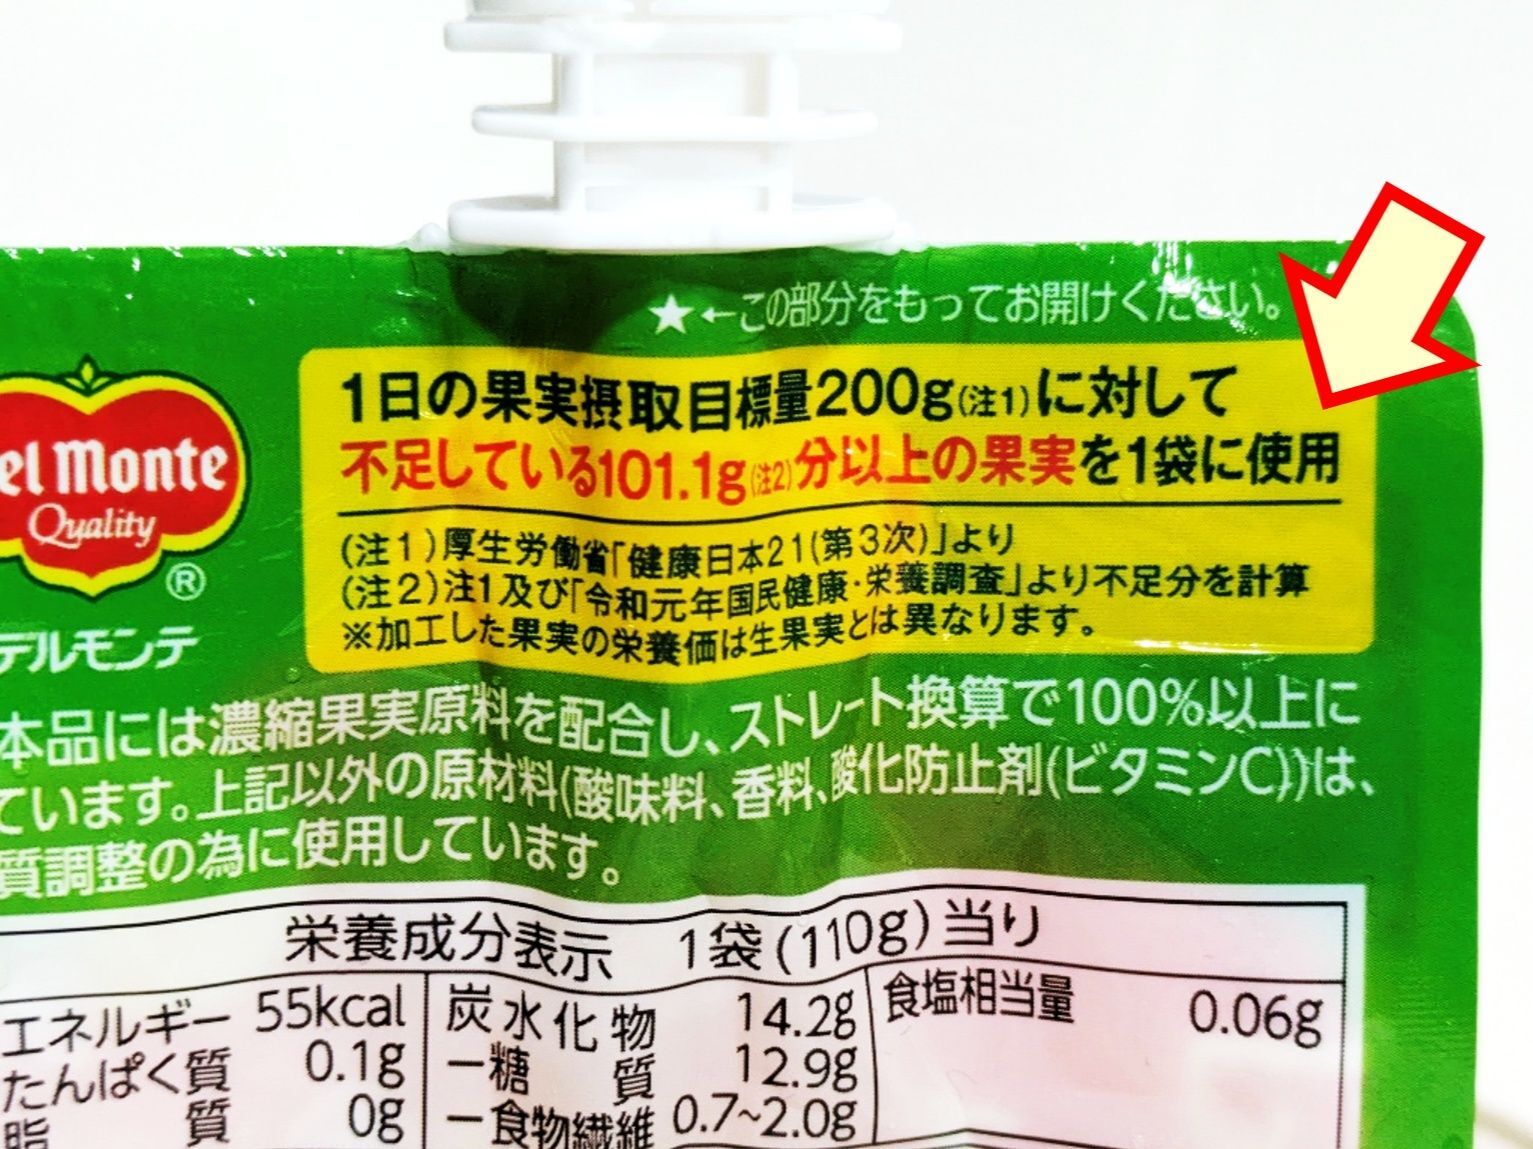 ★←この部分をもってお開けください。
1日の果実摂取目標量200g(注1)に対して
不足している101.1g(注2)分以上の果実を1袋に使用
(注1)厚生労働省「健康日本21(第3次)」より
(注2)注1及び「令和元年国民健康・栄養調査」より不足分を計算
※加工した果実の栄養価は生果実とは異なります。
el Monte
Quality
®
デルモンテ
本品には濃縮果実原料を配合し、ストレート換算で100%以上に
ています。上記以外の原材料(酸味料、香料、酸化防止剤(ビタミンC))は、
質調整の為に使用しています。
栄養成分表示 1袋(110g)当り
エネルギー 55kcal
たんぱく質 0.1g
脂質 0g
炭水化物 14.2g
-糖質 12.9g
-食物繊維 0.7~2.0g
食塩相当量 0.06g